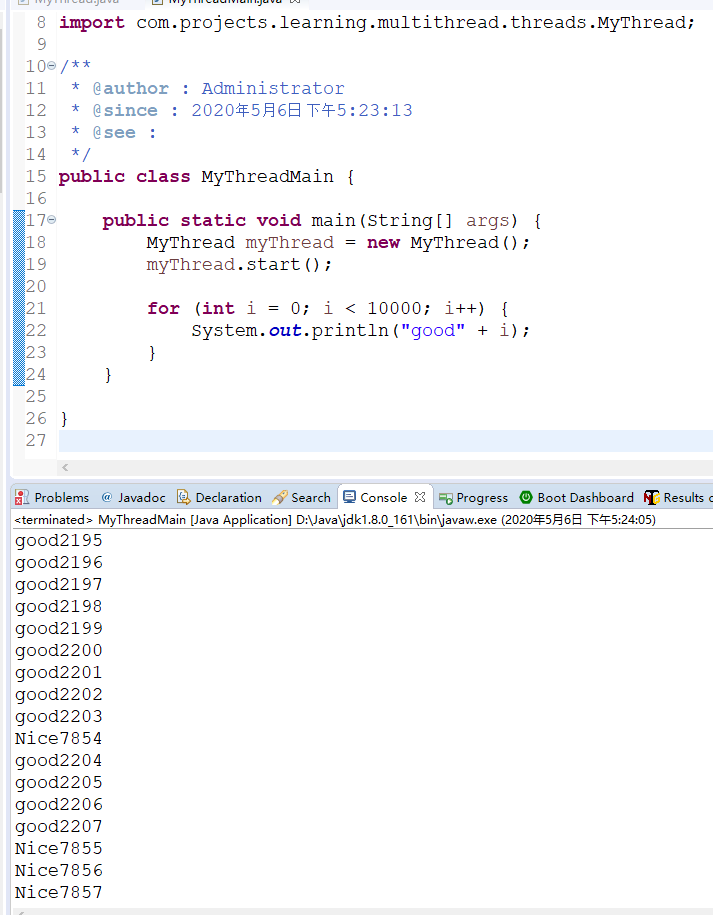 MyThread.java MyThreadMain.java
8 import com.projects.learning.multithread.threads.MyThread;
9
10 /**
11 * @author : Administrator
12 * @since : 2020年5月6日 下午5:23:13
13 * @see :
14 */
15 public class MyThreadMain {
16
17 public static void main(String[] args) {
18 MyThread myThread = new MyThread();
19 myThread.start();
20
21 for (int i = 0; i < 10000; i++) {
22 System.out.println("good" + i);
23 }
24 }
25
26 }
27
Problems Javadoc Declaration Search Console Progress Boot Dashboard Results
<terminated> MyThreadMain [Java Application] D:\Java\jdk1.8.0_161\bin\javaw.exe (2020年5月6日 下午5:24:05)
good2195
good2196
good2197
good2198
good2199
good2200
good2201
good2202
good2203
Nice7854
good2204
good2205
good2206
good2207
Nice7855
Nice7856
Nice7857